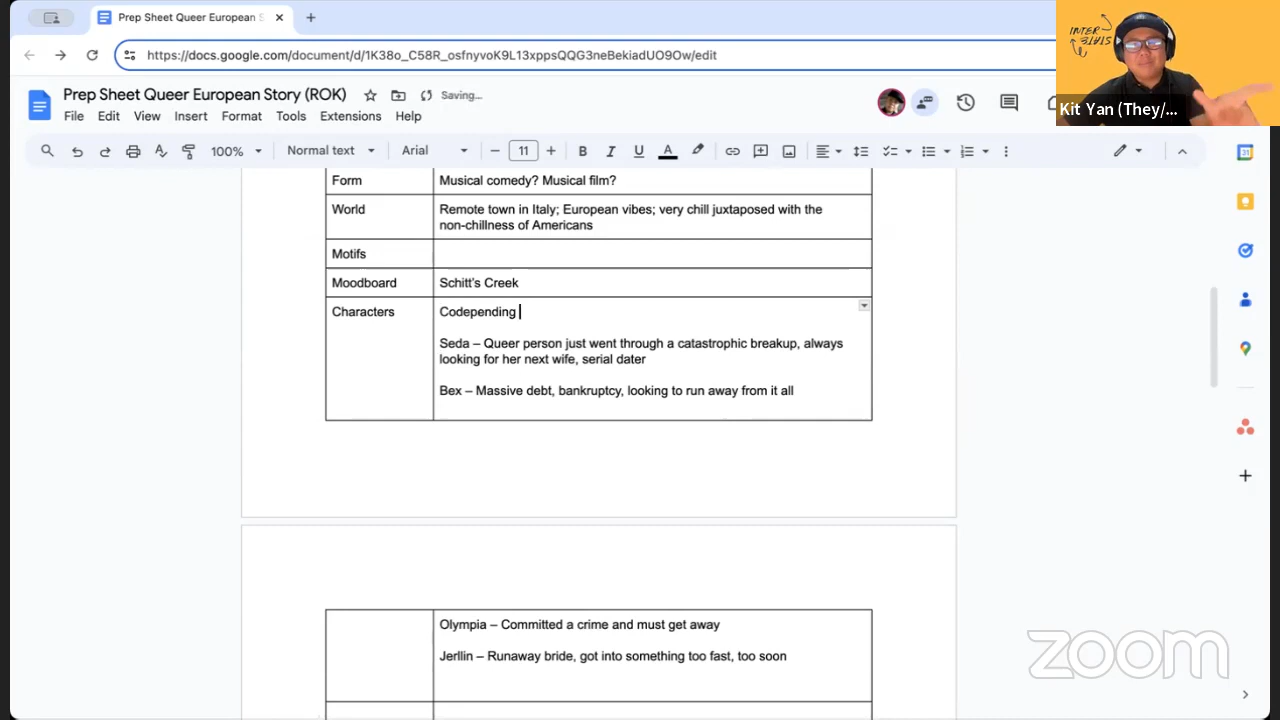 Prep Sheet Queer European S
https://docs.google.com/document/d/1K38o_C58R_osfnyvoK9L13xppsQQG3neBekiadUO9Ow/edit
INTER
STATE
Kit Yan (They/...
Prep Sheet Queer European Story (ROK)
Saving...
File Edit View Insert Format Tools Extensions Help
100% Normal text Arial 11 B I U A
31
Form Musical comedy? Musical film?
World Remote town in Italy; European vibes; very chill juxtaposed with the
non-chillness of Americans
Motifs
Moodboard Schitt's Creek
Characters Codepending
Seda – Queer person just went through a catastrophic breakup, always
looking for her next wife, serial dater
Bex – Massive debt, bankruptcy, looking to run away from it all
Olympia – Committed a crime and must get away
Jerllin – Runaway bride, got into something too fast, too soon
zoom